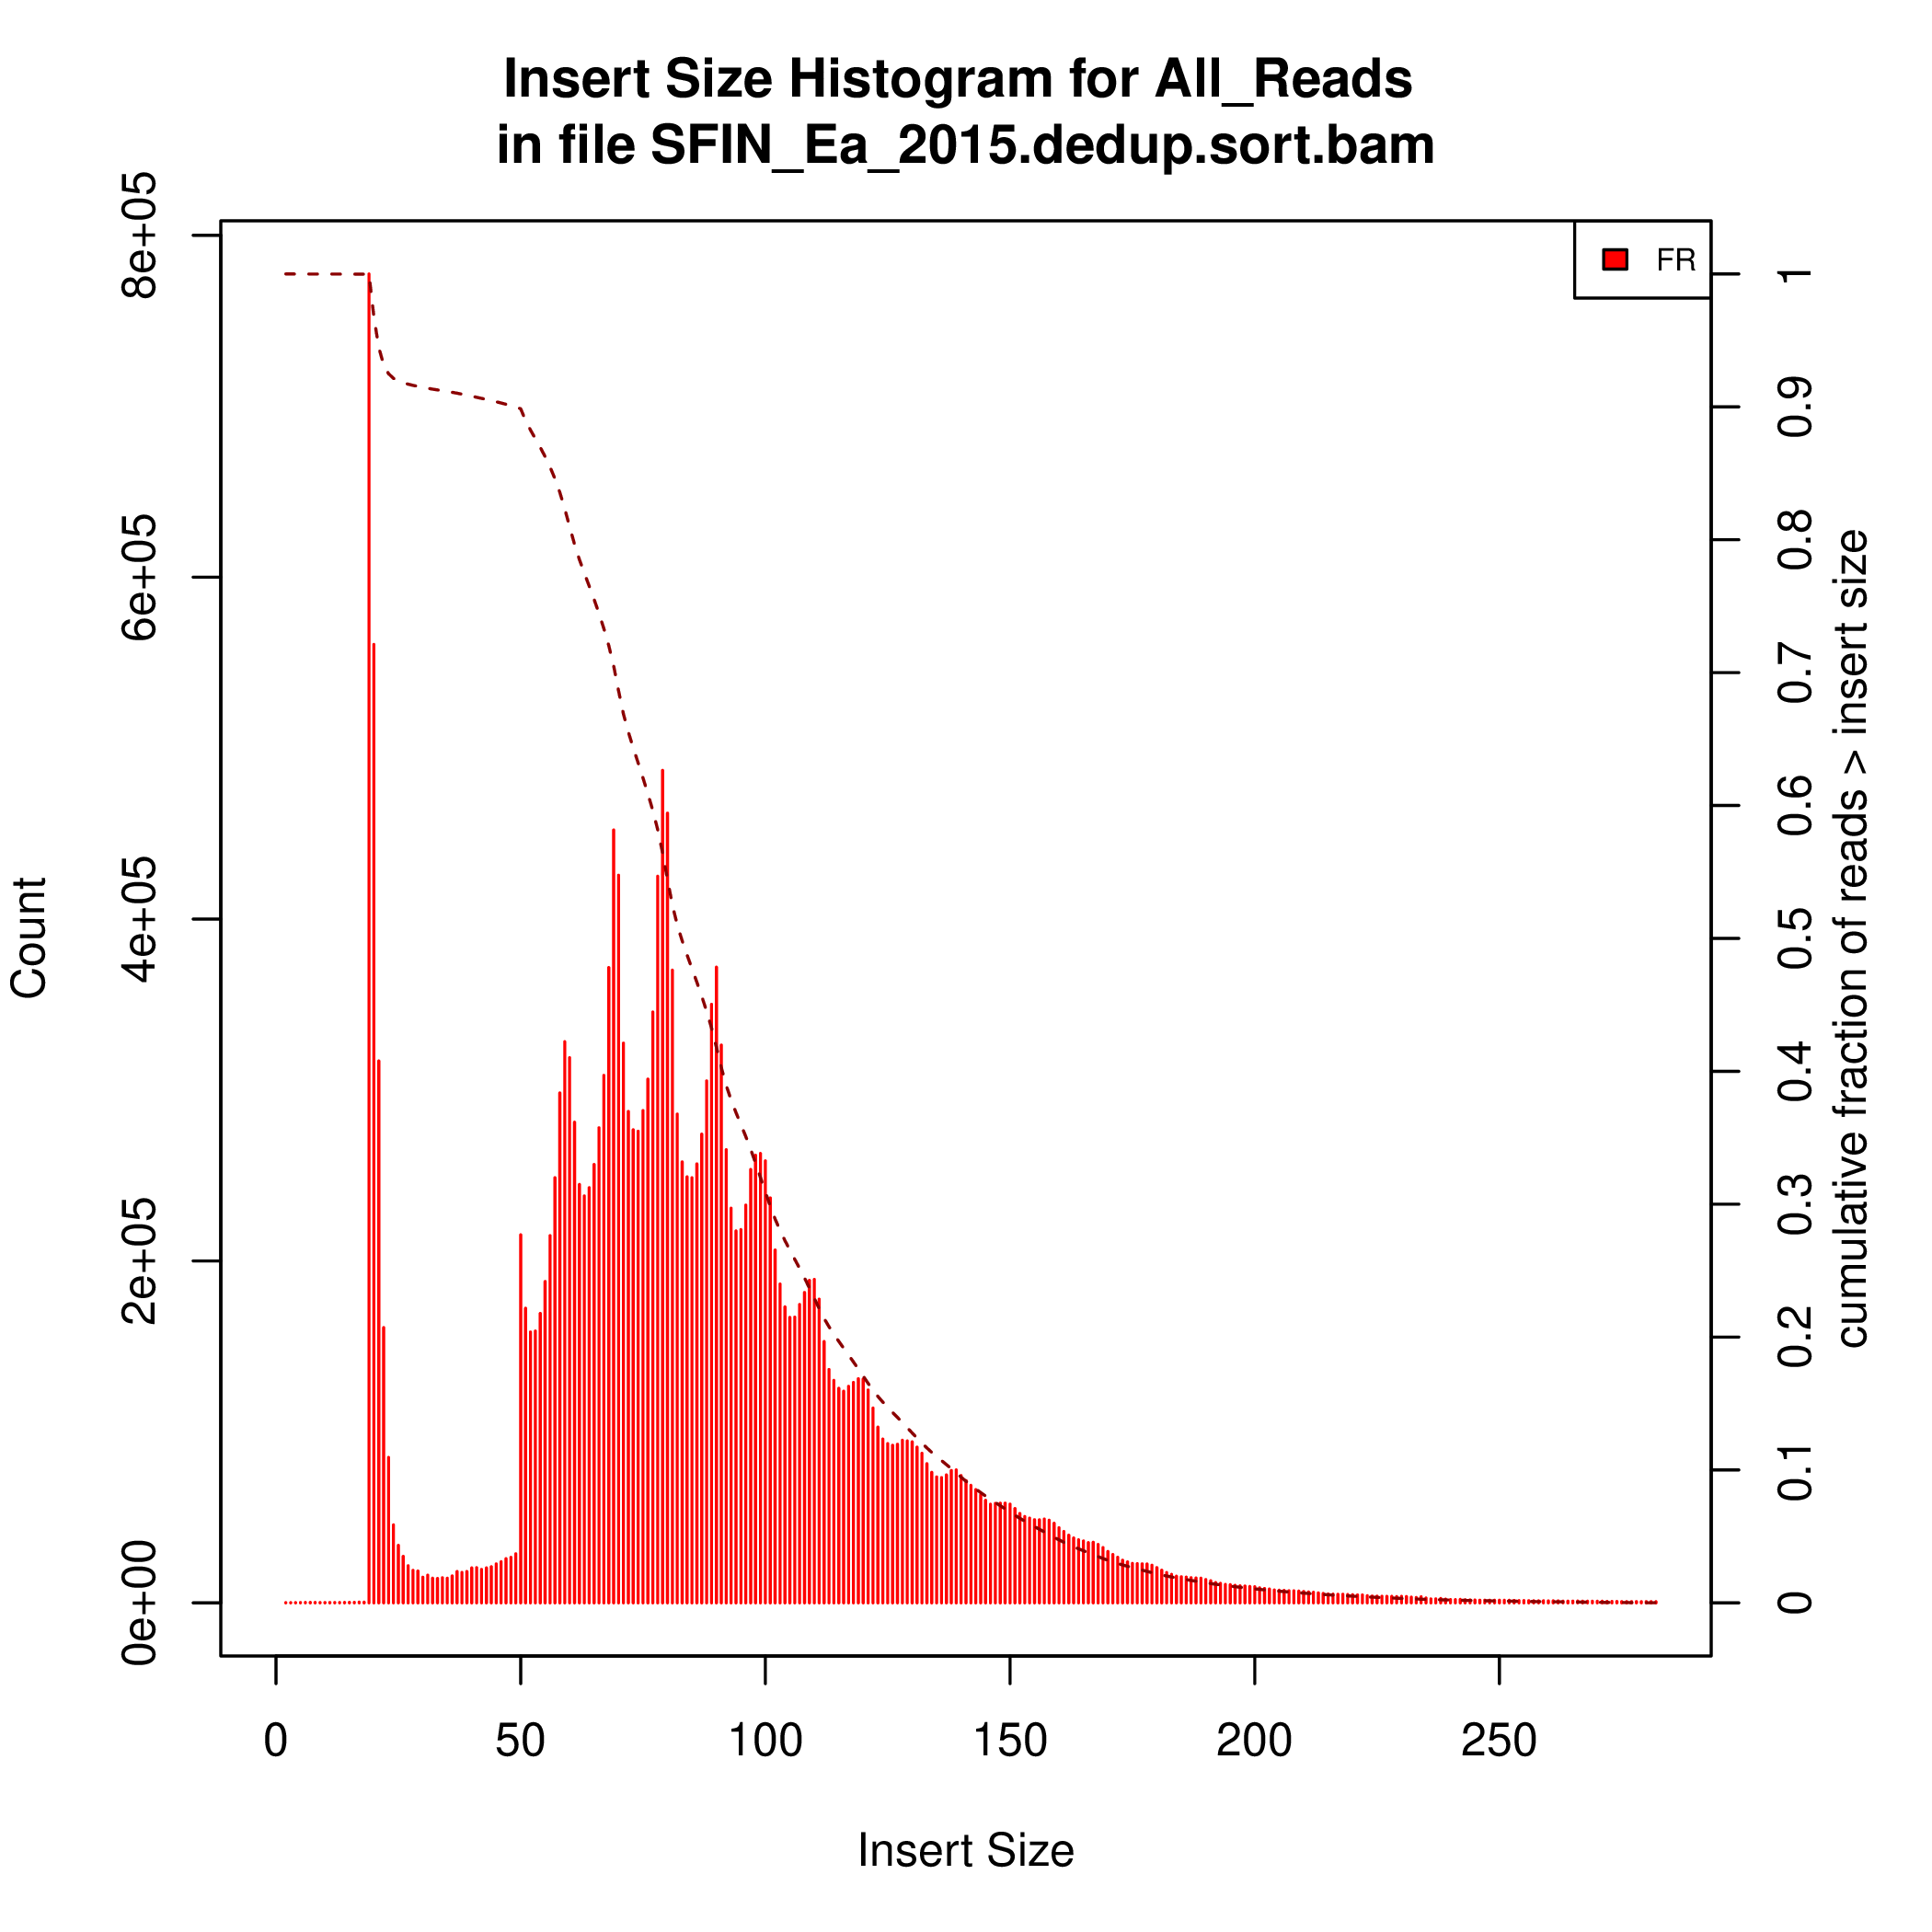 Insert Size Histogram for All_Reads
in file SFIN_Ea_2015.dedup.sort.bam
FR
Count
0e+00
2e+05
4e+05
6e+05
8e+05
0
0.1
0.2
0.3
0.4
0.5
0.6
0.7
0.8
0.9
1
cumulative fraction of reads > insert size
0
50
100
150
200
250
Insert Size